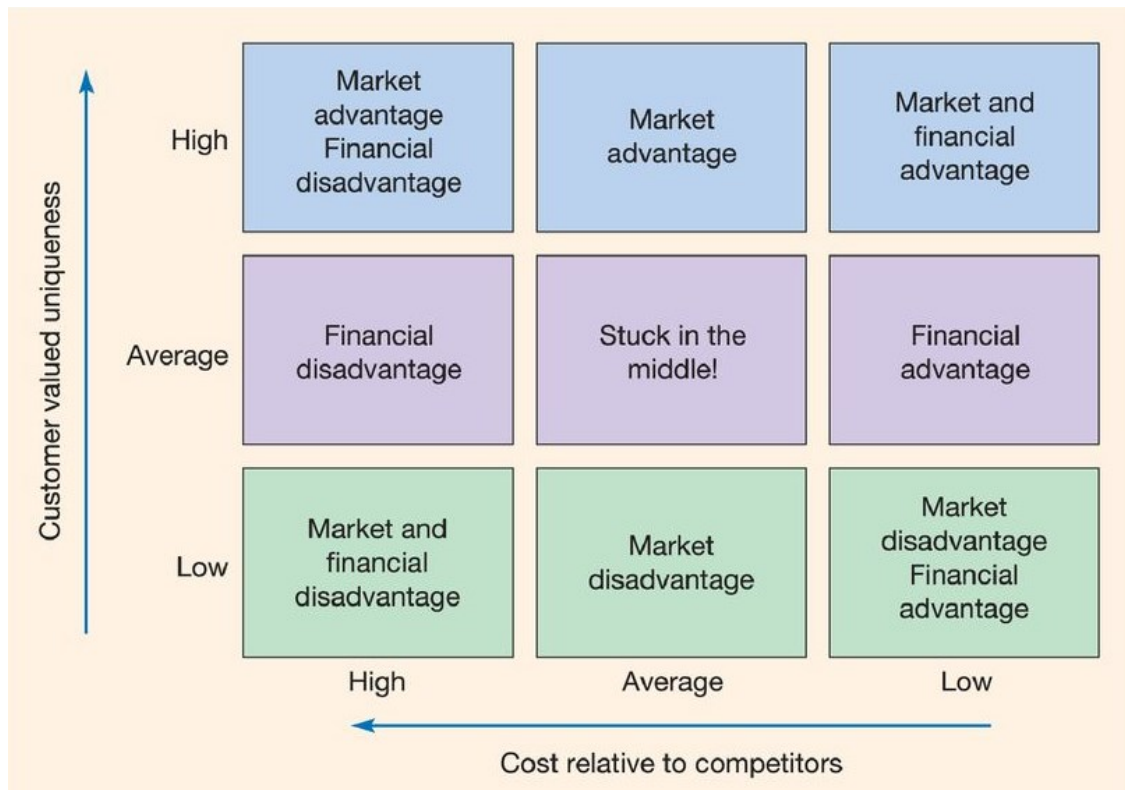 Customer valued uniqueness
High
Market
advantage
Financial
disadvantage
Market
advantage
Market and
financial
advantage
Average
Financial
disadvantage
Stuck in the
middle!
Financial
advantage
Low
Market and
financial
disadvantage
Market
disadvantage
Market
disadvantage
Financial
advantage
High
Average
Low
Cost relative to competitors